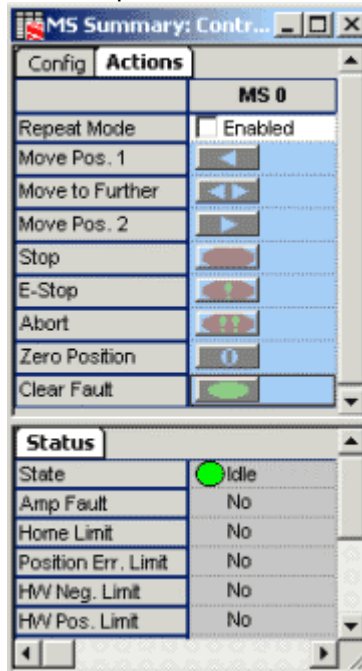 MS Summary: Contr...
Config Actions
MS 0
Repeat Mode Enabled
Move Pos. 1
Move to Further
Move Pos. 2
Stop
E-Stop !
Abort !!
Zero Position 0
Clear Fault
Status
State Idle
Amp Fault No
Home Limit No
Position Err. Limit No
HW Neg. Limit No
HW Pos. Limit No